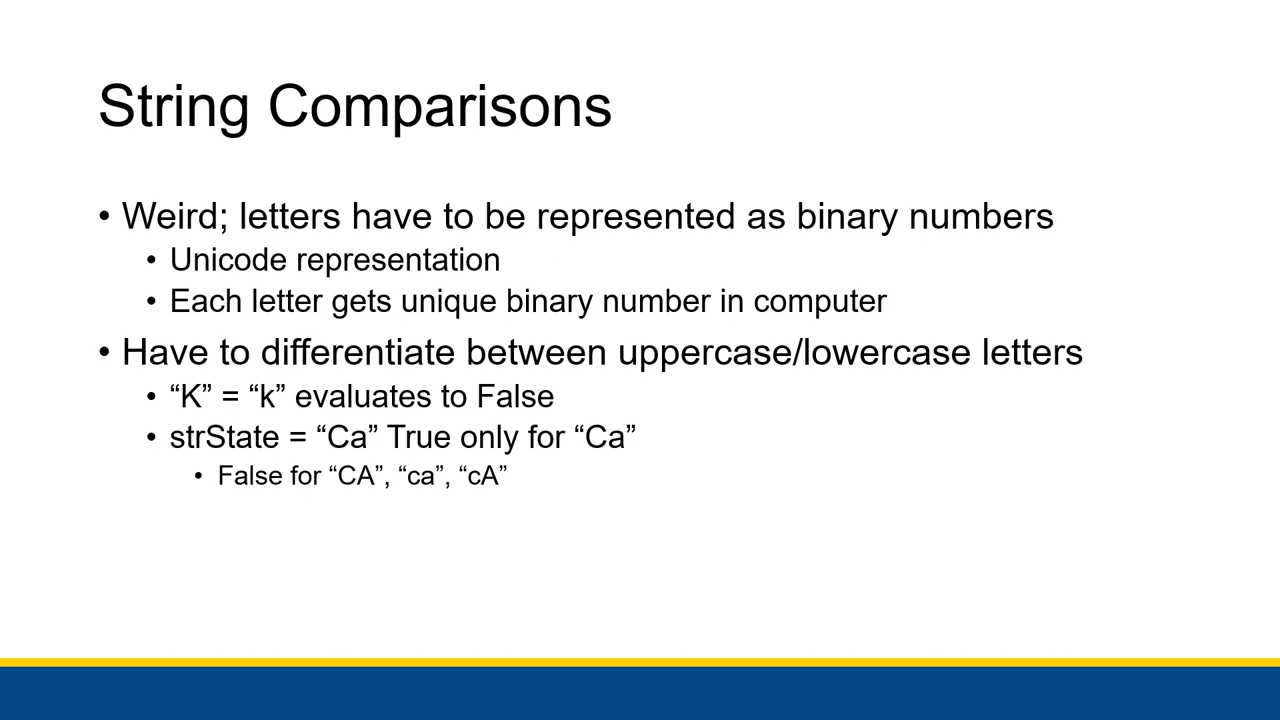 String Comparisons
• Weird; letters have to be represented as binary numbers
• Unicode representation
• Each letter gets unique binary number in computer
• Have to differentiate between uppercase/lowercase letters
• “K” = “k” evaluates to False
• strState = “Ca” True only for “Ca”
• False for “CA”, “ca”, “cA”